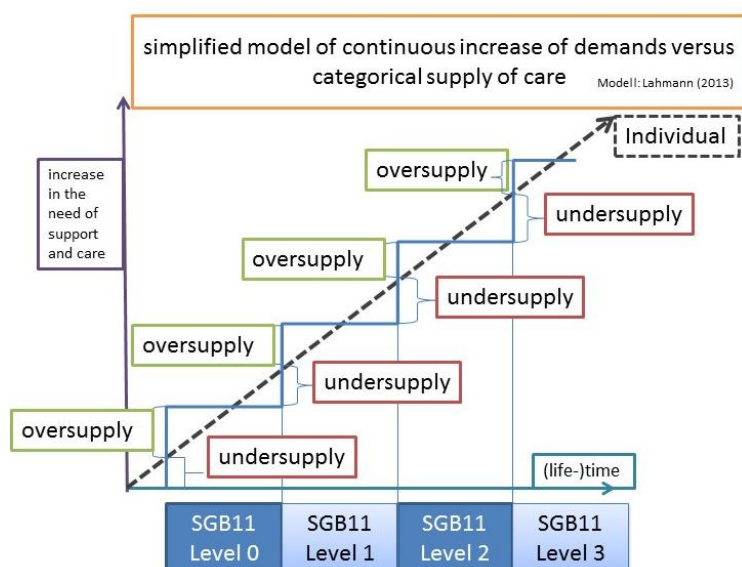 simplified model of continuous increase of demands versus
categorical supply of care
Modell: Lahmann (2013)
Individual
increase
in the
need of
support
and care
oversupply
undersupply
oversupply
undersupply
oversupply
undersupply
oversupply
undersupply
(life-)time
SGB11
Level 0
SGB11
Level 1
SGB11
Level 2
SGB11
Level 3